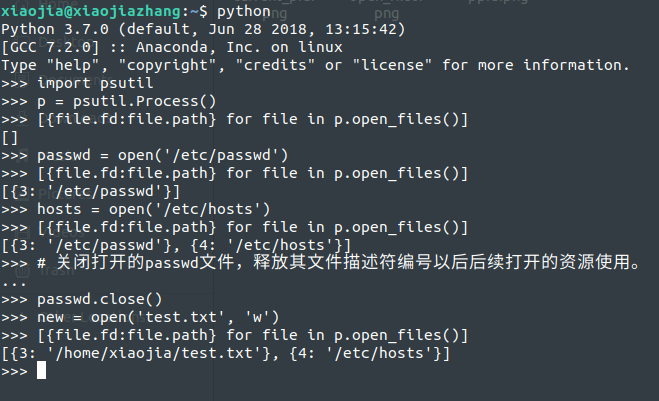 xiaojia@xiaojiazhang:~$ python
Python 3.7.0 (default, Jun 28 2018, 13:15:42)
[GCC 7.2.0] :: Anaconda, Inc. on linux
Type "help", "copyright", "credits" or "license" for more information.
>>> import psutil
>>> p = psutil.Process()
>>> [{file.fd:file.path} for file in p.open_files()]
[]
>>> passwd = open('/etc/passwd')
>>> [{file.fd:file.path} for file in p.open_files()]
[{3: '/etc/passwd'}]
>>> hosts = open('/etc/hosts')
>>> [{file.fd:file.path} for file in p.open_files()]
[{3: '/etc/passwd'}, {4: '/etc/hosts'}]
>>> # 关闭打开的passwd文件，释放其文件描述符编号以后后续打开的资源使用。
...
>>> passwd.close()
>>> new = open('test.txt', 'w')
>>> [{file.fd:file.path} for file in p.open_files()]
[{3: '/home/xiaojia/test.txt'}, {4: '/etc/hosts'}]
>>>